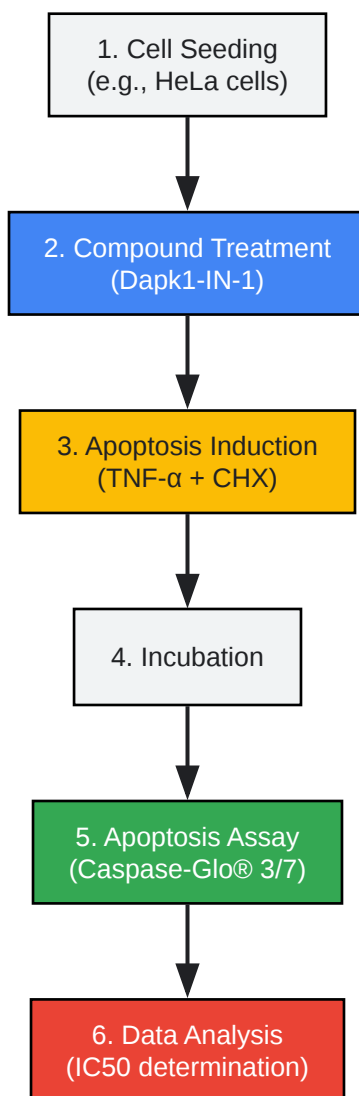 1. Cell Seeding
(e.g., HeLa cells)
2. Compound Treatment
(Dapk1-IN-1)
3. Apoptosis Induction
(TNF-α + CHX)
4. Incubation
5. Apoptosis Assay
(Caspase-Glo® 3/7)
6. Data Analysis
(IC50 determination)